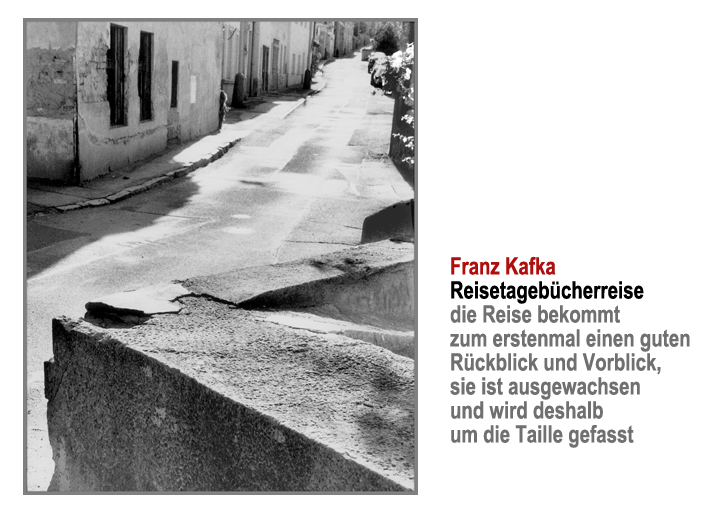 Franz Kafka
Reisetagebücherreise
die Reise bekommt
zum erstenmal einen guten
Rückblick und Vorblick,
sie ist ausgewachsen
und wird deshalb
um die Taille gefasst